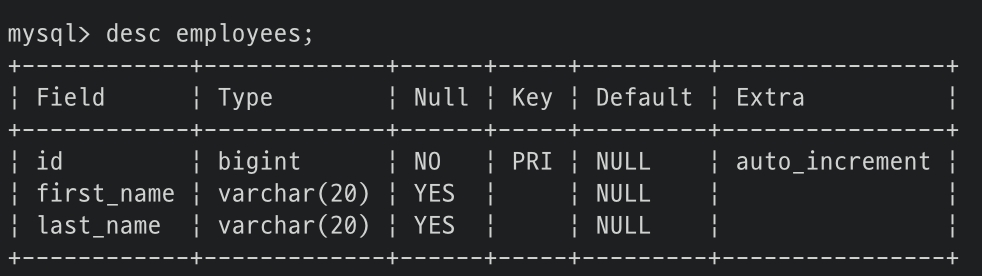 mysql> desc employees;
+------------+-------------+------+-----+---------+----------------+
| Field      | Type        | Null | Key | Default | Extra          |
+------------+-------------+------+-----+---------+----------------+
| id         | bigint      | NO   | PRI | NULL    | auto_increment |
| first_name | varchar(20) | YES  |     | NULL    |                |
| last_name  | varchar(20) | YES  |     | NULL    |                |
+------------+-------------+------+-----+---------+----------------+